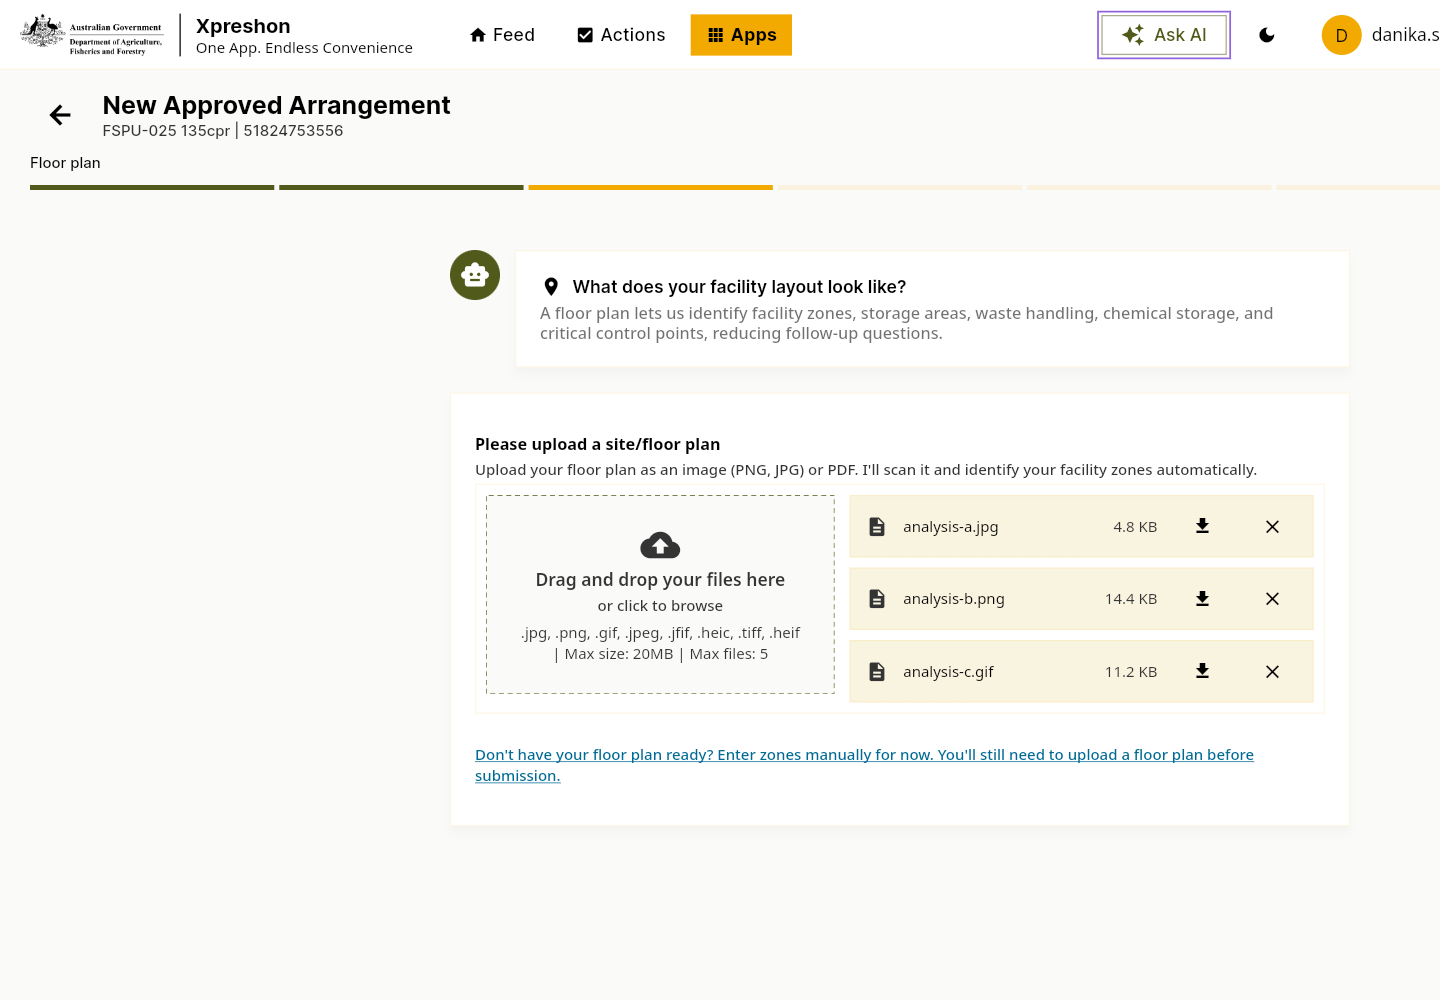 Australian Government
Department of Agriculture,
Fisheries and Forestry
Xpreshon
One App. Endless Convenience
Feed
Actions
Apps
Ask AI
D
danika.s
New Approved Arrangement
FSPU-025 135cpr | 51824753556
Floor plan
What does your facility layout look like?
A floor plan lets us identify facility zones, storage areas, waste handling, chemical storage, and
critical control points, reducing follow-up questions.
Please upload a site/floor plan
Upload your floor plan as an image (PNG, JPG) or PDF. I'll scan it and identify your facility zones automatically.
Drag and drop your files here
or click to browse
.jpg, .png, .gif, .jpeg, .jfif, .heic, .tiff, .heif
| Max size: 20MB | Max files: 5
analysis-a.jpg 4.8 KB
analysis-b.png 14.4 KB
analysis-c.gif 11.2 KB
Don't have your floor plan ready? Enter zones manually for now. You'll still need to upload a floor plan before
submission.